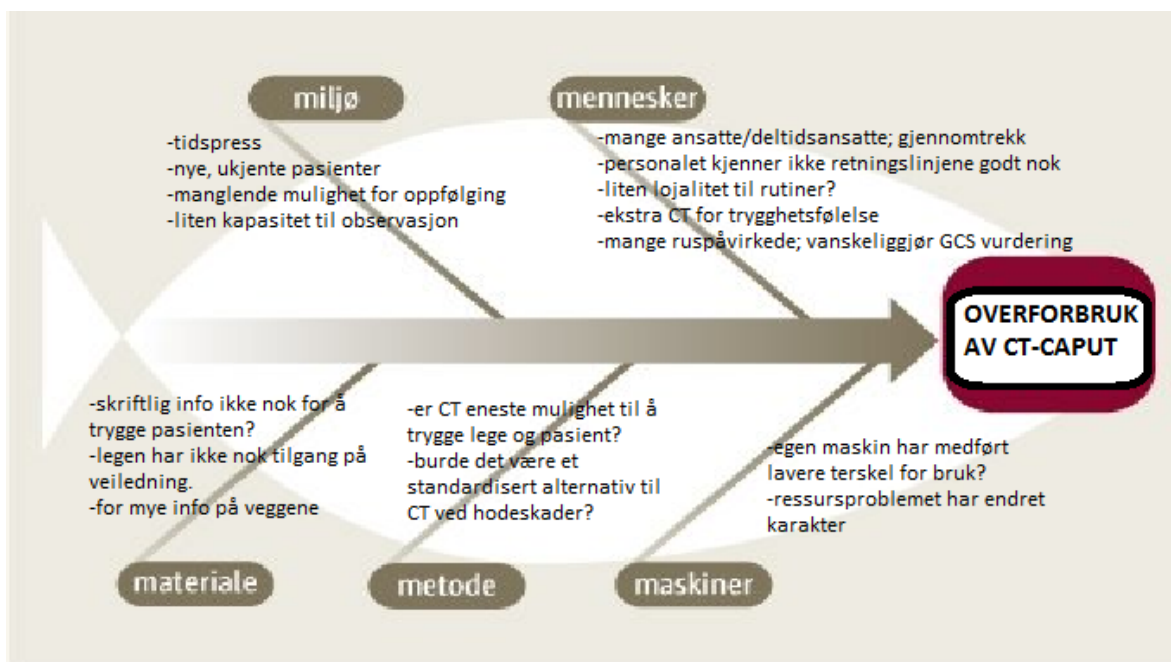 miljø
-tidspress
-nye, ukjente pasienter
-manglende mulighet for oppfølging
-liten kapasitet til observasjon
mennesker
-mange ansatte/deltidsansatte; gjennomtrekk
-personalet kjenner ikke retningslinjene godt nok
-liten lojalitet til rutiner?
-ekstra CT for trygghetsfølelse
-mange ruspåvirkede; vanskeliggjør GCS vurdering
OVERFORBRUK
AV CT-CAPUT
-skriftlig info ikke nok for å
trygge pasienten?
-legen har ikke nok tilgang på
veiledning.
-for mye info på veggene
materiale
-er CT eneste mulighet til å
trygge lege og pasient?
-burde det være et
standardisert alternativ til
CT ved hodeskader?
metode
-egen maskin har medført
lavere terskel for bruk?
-ressursproblemet har endret
karakter
maskiner